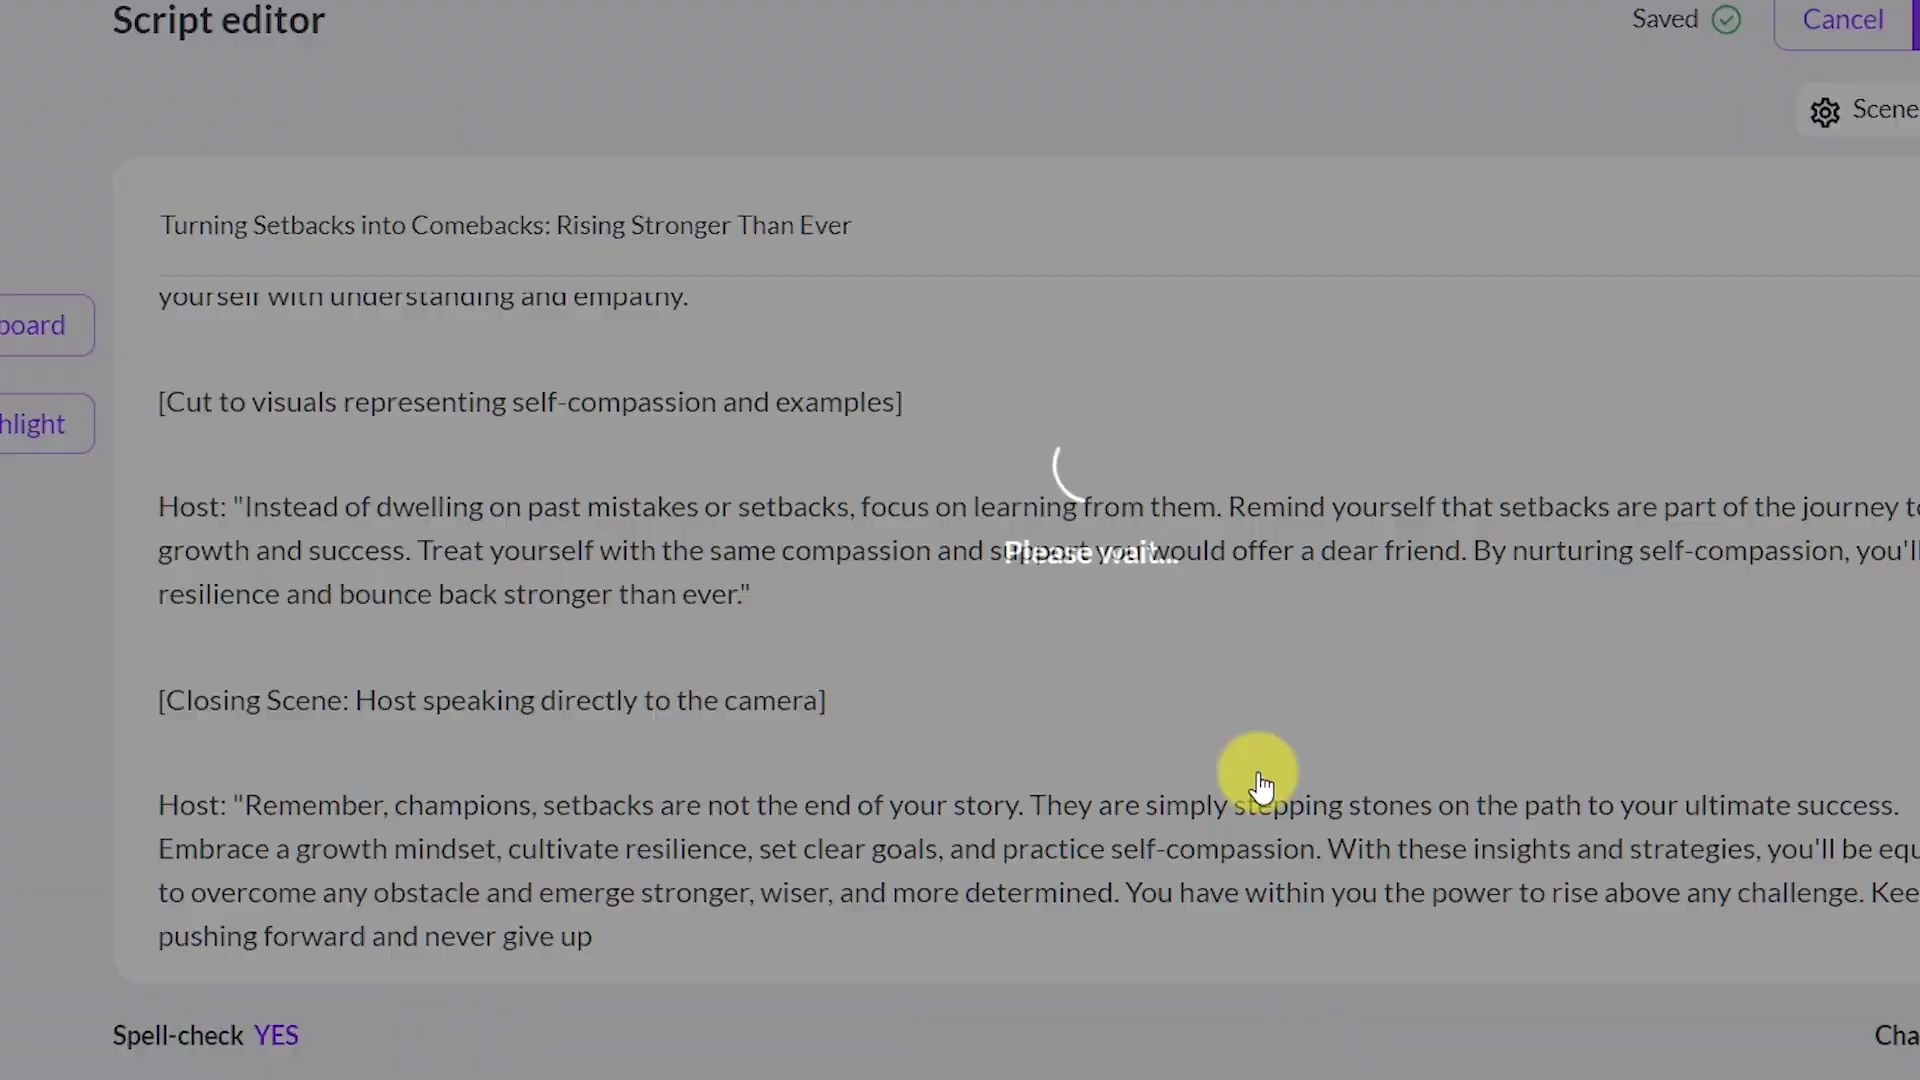 Script editor
Saved
Cancel
Scene
Turning Setbacks into Comebacks: Rising Stronger Than Ever
yourself with understanding and empathy.
board
[Cut to visuals representing self-compassion and examples]
hlight
Host: "Instead of dwelling on past mistakes or setbacks, focus on learning from them. Remind yourself that setbacks are part of the journey to
growth and success. Treat yourself with the same compassion and support you would offer a dear friend. By nurturing self-compassion, you'll
Please wait...
resilience and bounce back stronger than ever."
[Closing Scene: Host speaking directly to the camera]
Host: "Remember, champions, setbacks are not the end of your story. They are simply stepping stones on the path to your ultimate success.
Embrace a growth mindset, cultivate resilience, set clear goals, and practice self-compassion. With these insights and strategies, you'll be equ
to overcome any obstacle and emerge stronger, wiser, and more determined. You have within you the power to rise above any challenge. Kee
pushing forward and never give up
Spell-check YES
Cha